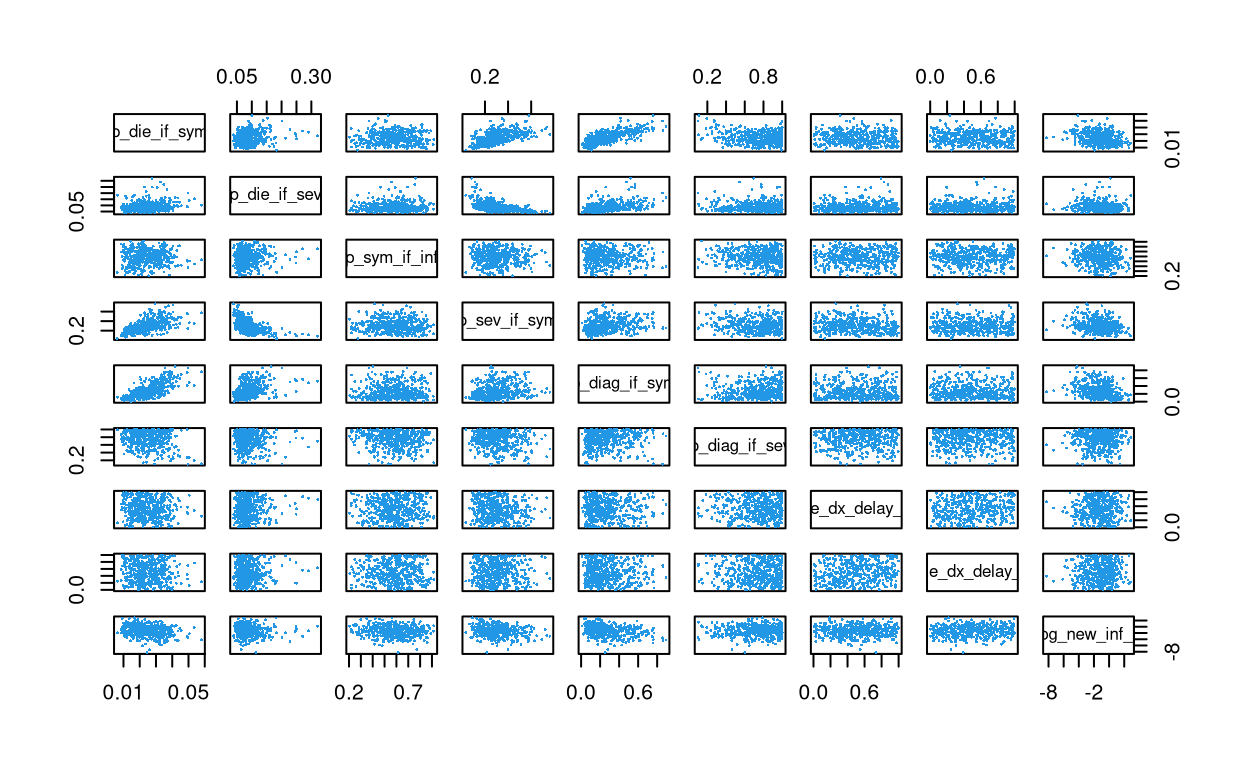 0.05 0.30 0.2 0.2 0.8 0.0 0.6
p_die_if_sym 0.01
0.05 p_die_if_sev
p_sym_if_inf 0.2
0.2 p_sev_if_sym
_diag_if_sym 0.0
0.2 p_diag_if_sev
e_dx_delay_ 0.0
0.0 e_dx_delay_
og_new_inf_ -8
0.01 0.05 0.2 0.7 0.0 0.6 0.0 0.6 -8 -2